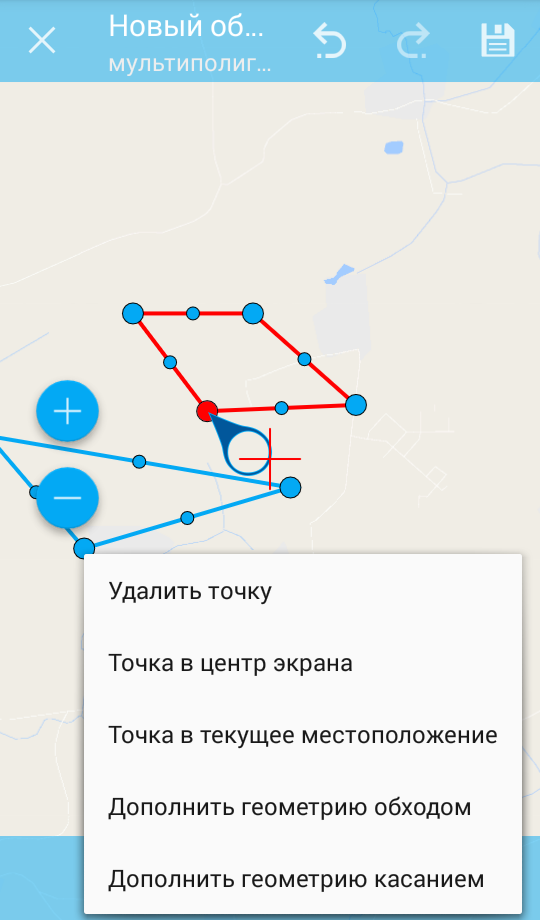 Новый об...
мультиполиг...
Удалить точку
Точка в центр экрана
Точка в текущее местоположение
Дополнить геометрию обходом
Дополнить геометрию касанием